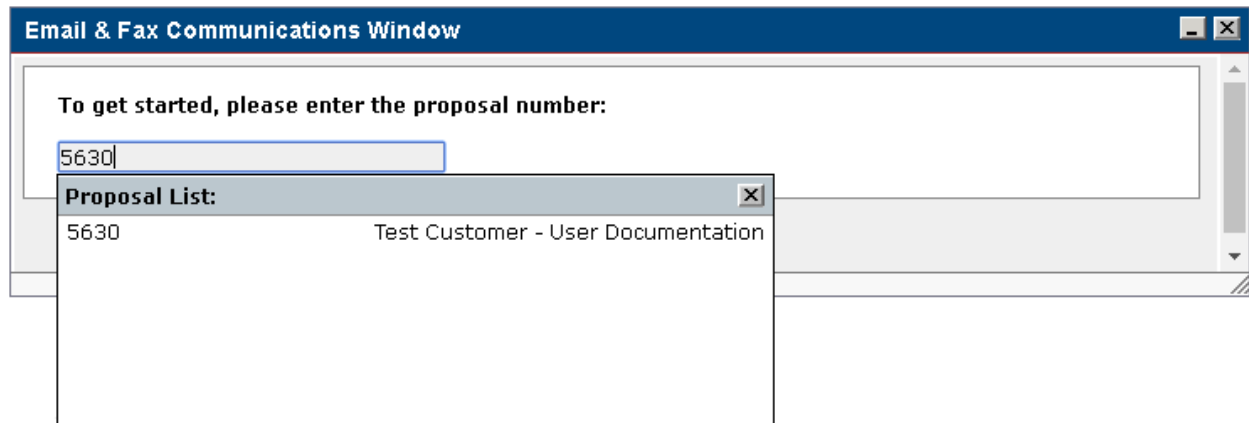 Email & Fax Communications Window
To get started, please enter the proposal number:
5630
Proposal List:
5630 Test Customer - User Documentation